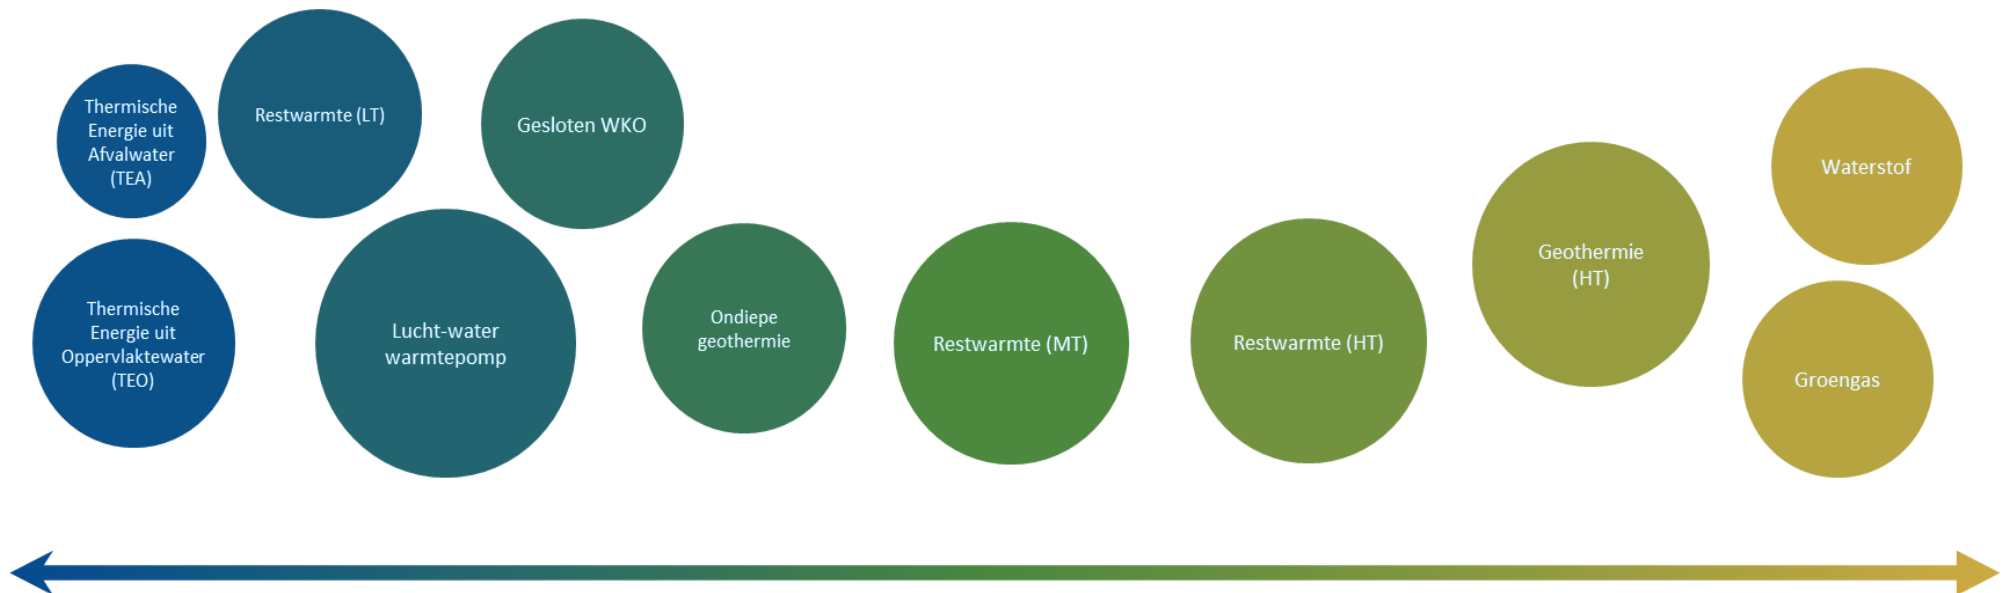 Thermische
Energie uit
Afvalwater
(TEA)
Restwarmte (LT)
Gesloten WKO
Thermische
Energie uit
Oppervlaktewater
(TEO)
Lucht-water
warmtepomp
Ondiepe
geothermie
Restwarmte (MT)
Restwarmte (HT)
Geothermie
(HT)
Waterstof
Groengas